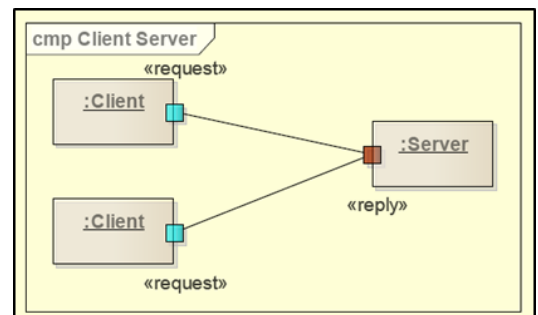 cmp Client Server
«request»
:Client
:Server
«reply»
:Client
«request»